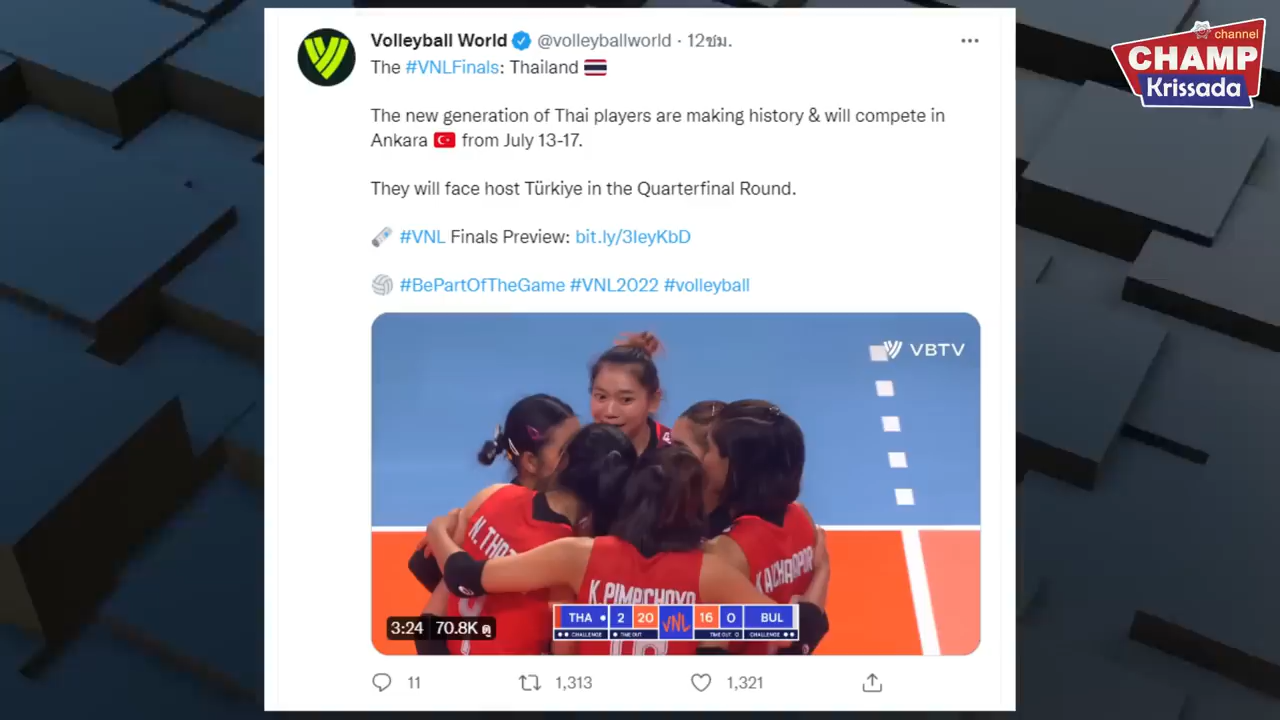 channel
CHAMP
Krissada
Volleyball World @volleyballworld · 12ชม.
The #VNLFinals: Thailand
The new generation of Thai players are making history & will compete in
Ankara from July 13-17.
They will face host Türkiye in the Quarterfinal Round.
#VNL Finals Preview: bit.ly/3IeyKbD
#BePartOfTheGame #VNL2022 #volleyball
VBTV
K.PIMPICHAYA
THA 2 20 VNL 16 0 BUL
CHALLENGE TIME OUT TIME OUT CHALLENGE
3:24 70.8K ดู
11 1,313 1,321